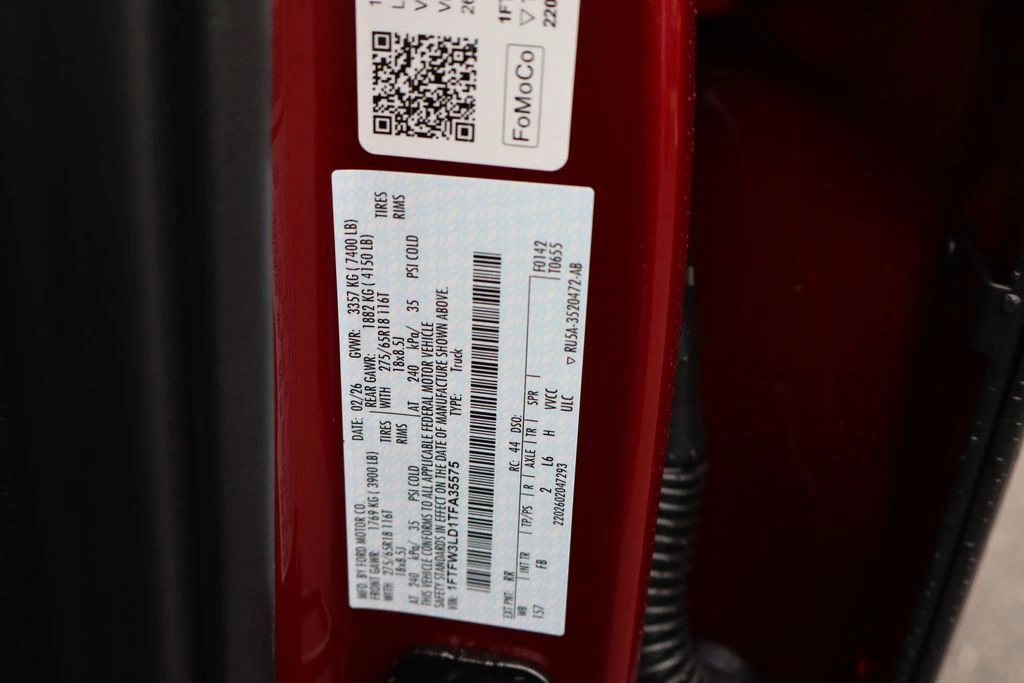 FoMoCo
1FT
220
26
MFD. BY FORD MOTOR CO.
DATE: 02/26 GVWR: 3357 KG ( 7400 LB)
FRONT GAWR: 1769 KG ( 3900 LB) REAR GAWR: 1882 KG ( 4150 LB)
WITH 275/65R18 116T TIRES WITH 275/65R18 116T TIRES
18x8.5J RIMS 18x8.5J RIMS
AT 240 kPa/ 35 PSI COLD AT 240 kPa/ 35 PSI COLD
THIS VEHICLE CONFORMS TO ALL APPLICABLE FEDERAL MOTOR VEHICLE
SAFETY STANDARDS IN EFFECT ON THE DATE OF MANUFACTURE SHOWN ABOVE.
VIN: 1FTFW3LD1TFA35575 TYPE: Truck
F0142
T0655
EXT PNT: RR RC: 44 DSO:
WB INT TR TP/PS R AXLE TR SPR
157 FB 2 L6 H VVCC
ULC
2202602047293
▽ RU5A-3520472-AB